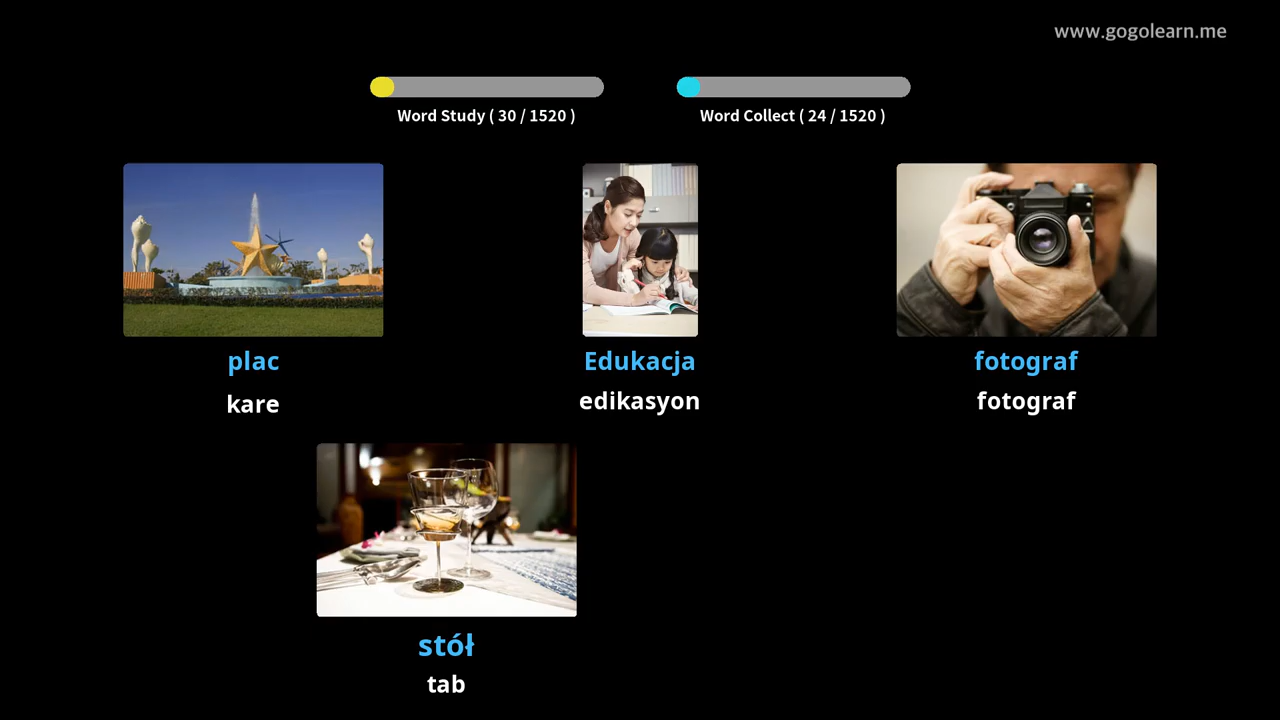 www.gogolearn.me
Word Study ( 30 / 1520 )
Word Collect ( 24 / 1520 )
plac
kare
Edukacja
edikasyon
fotograf
fotograf
stół
tab